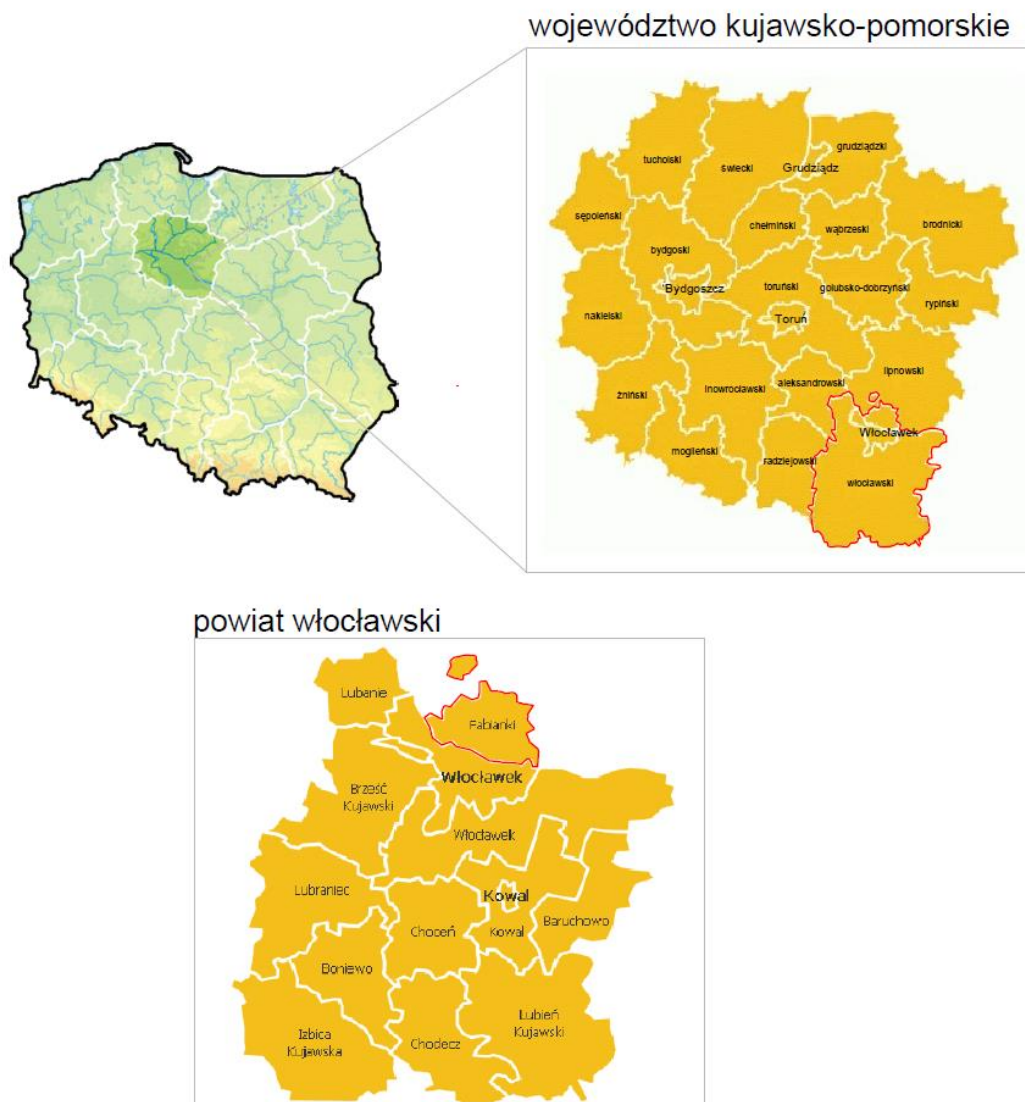 województwo kujawsko-pomorskie
grudziądzki
tucholski
świecki
Grudziądz
sępoleński
chełmiński
wąbrzeski
brodnicki
bydgoski
Bydgoszcz
toruński
golubsko-dobrzyński
rypiński
nakielski
Toruń
lipnowski
żniński
inowrocławski
aleksandrowski
Włocławek
mogileński
radziejowski
włocławski
powiat włocławski
Lubanie
Fabianki
Włocławek
Brześć
Kujawski
Włocławek
Lubraniec
Kowal
Choceń
Kowal
Baruchowo
Boniewo
Lubień
Kujawski
Izbica
Kujawska
Chodecz